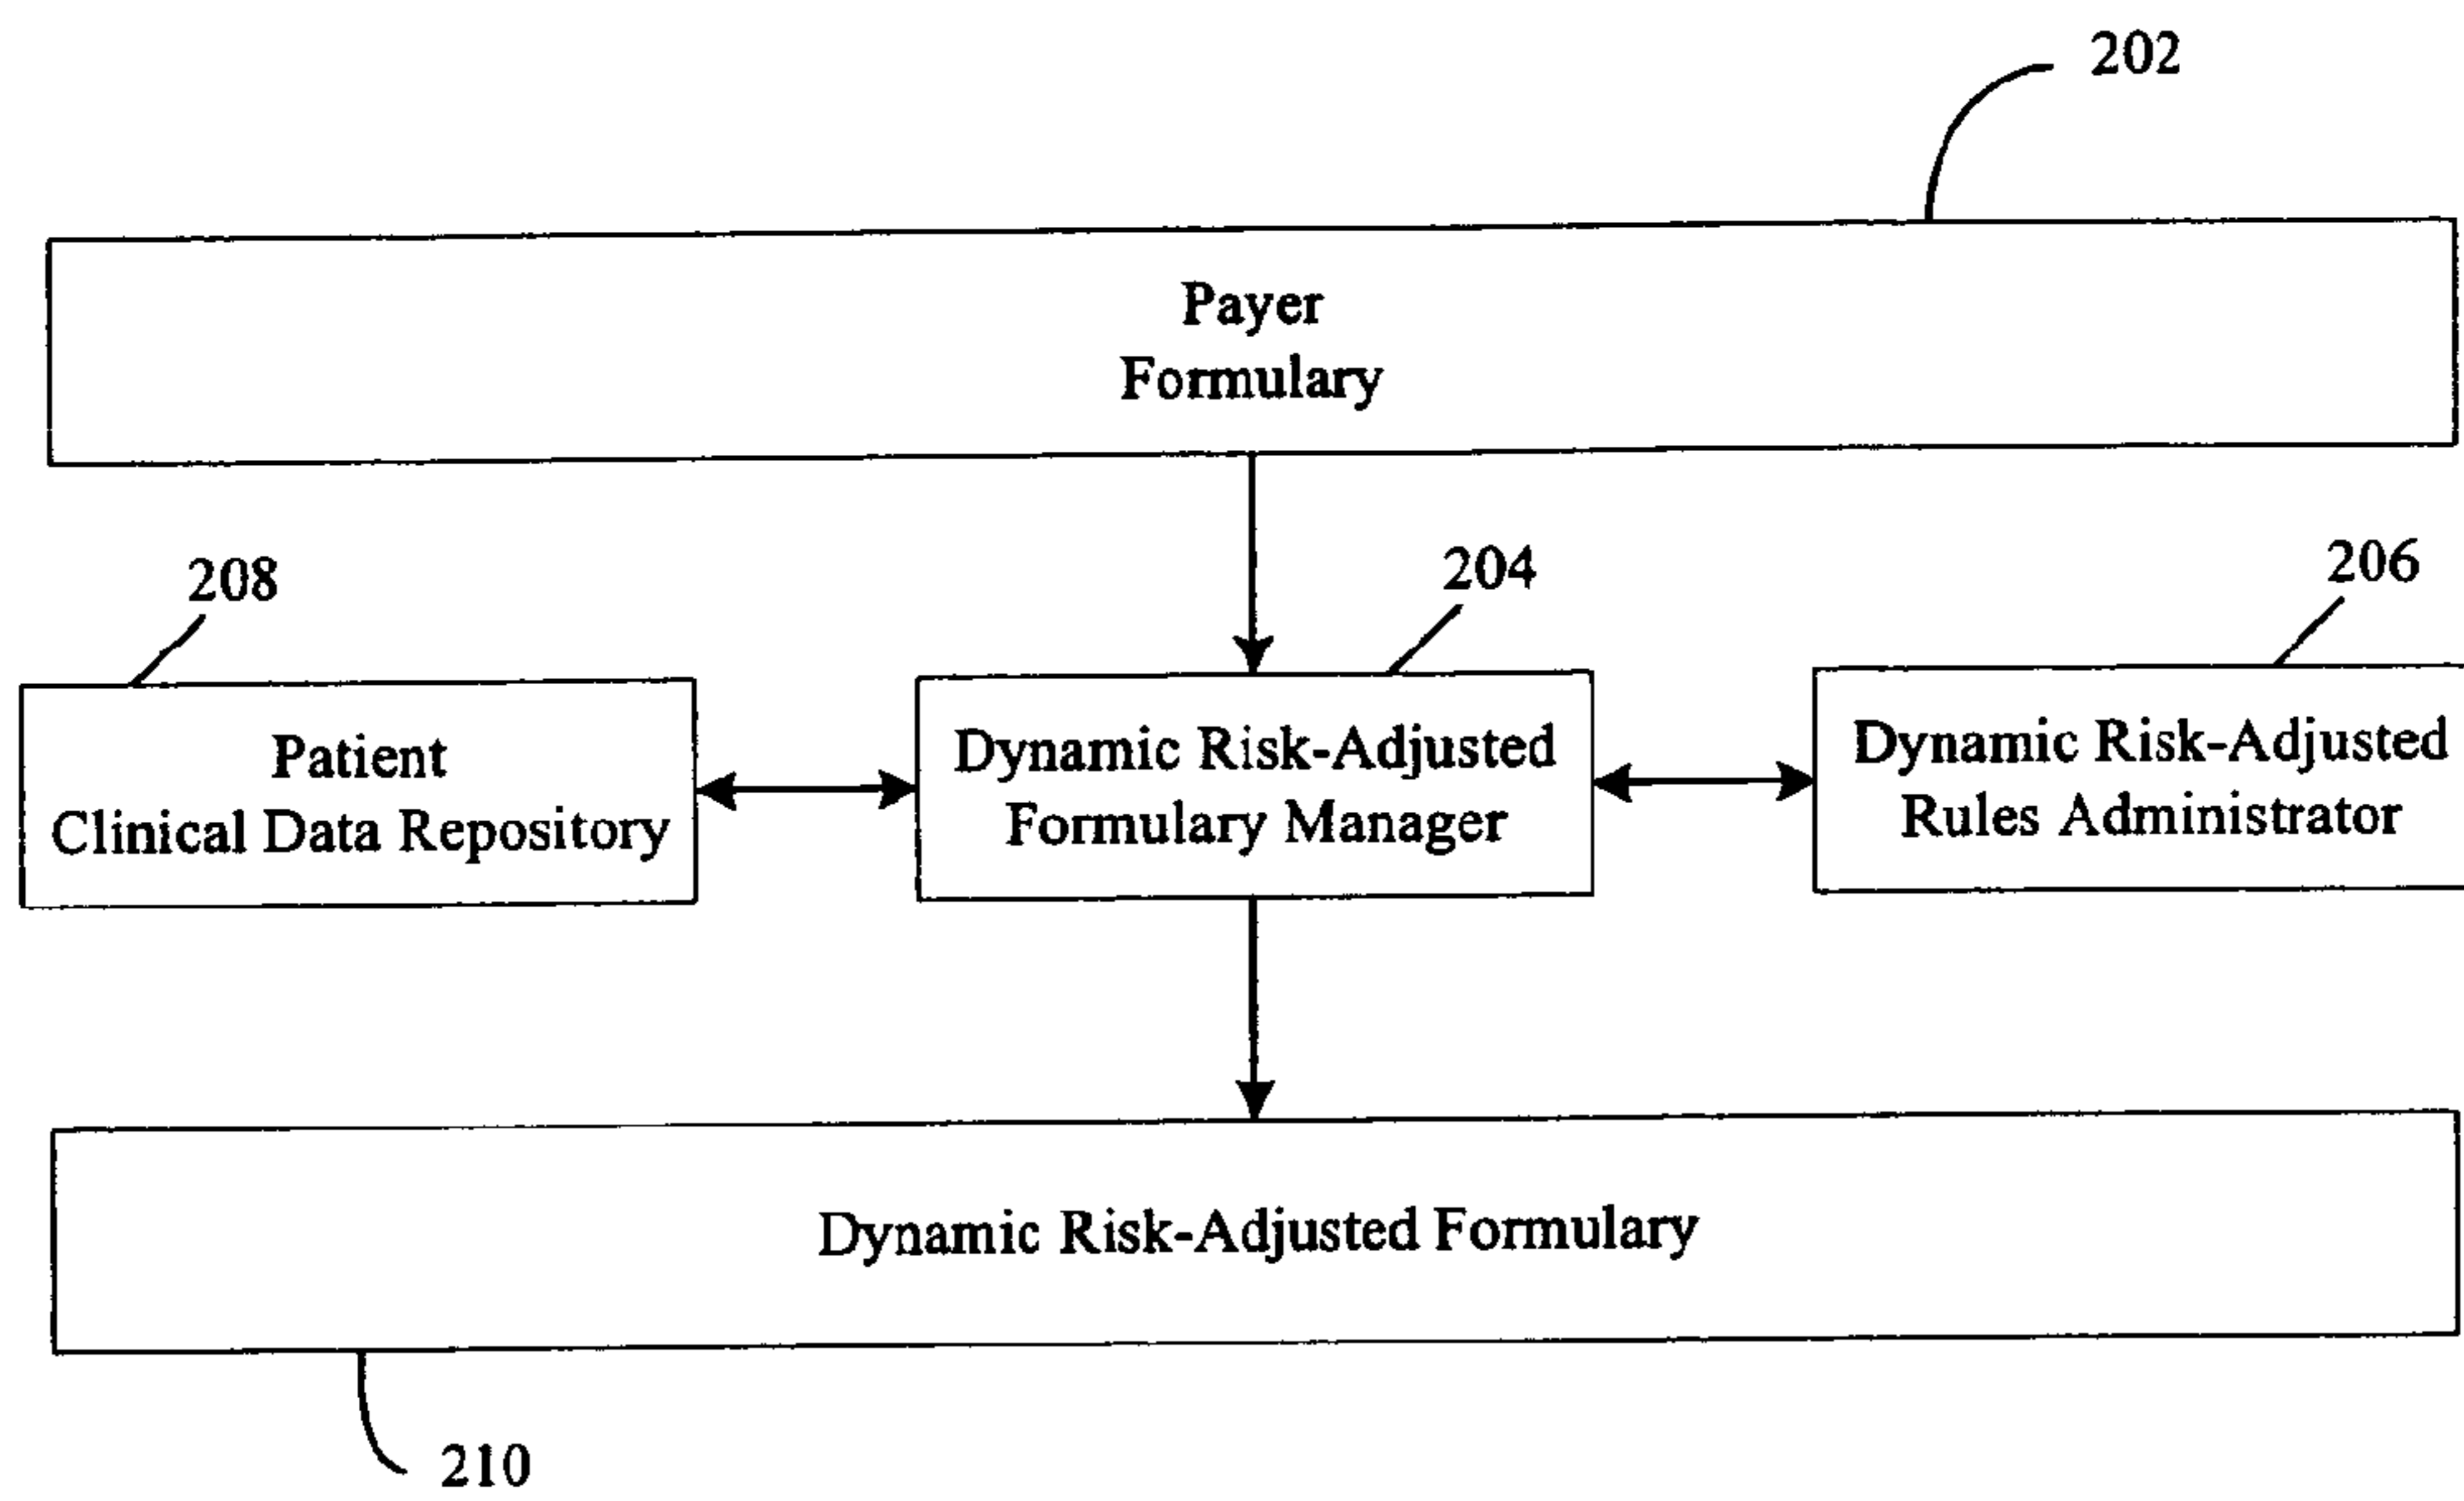 202
Payer
Formulary
208
204
206
Patient
Clinical Data Repository
Dynamic Risk-Adjusted
Formulary Manager
Dynamic Risk-Adjusted
Rules Administrator
Dynamic Risk-Adjusted Formulary
210